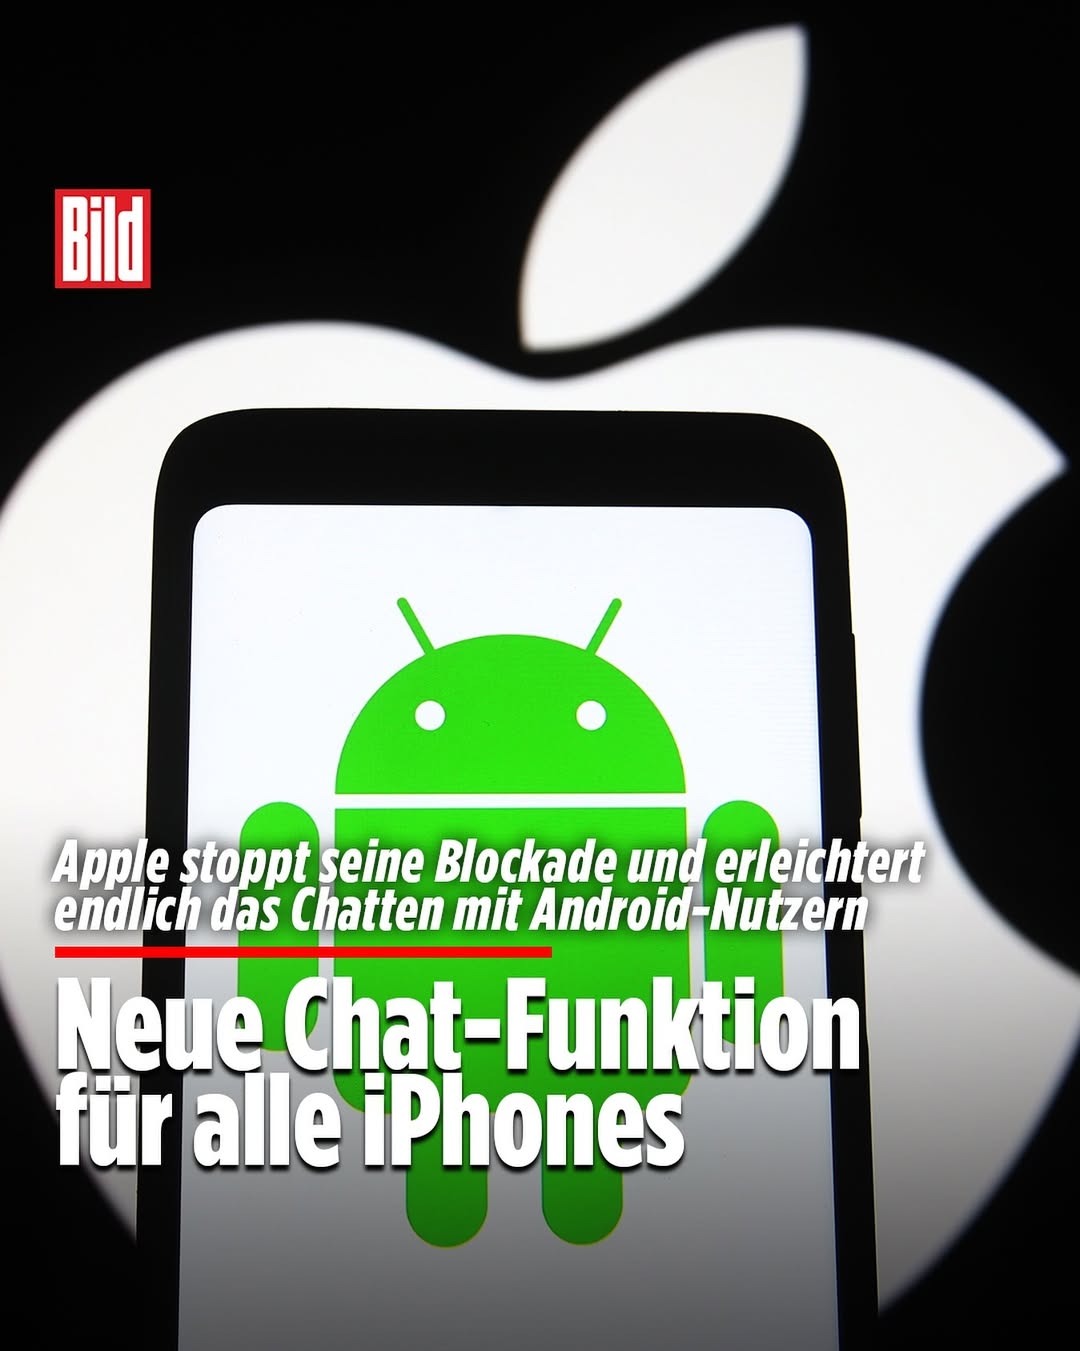 Bild
Apple stoppt seine Blockade und erleichtert
endlich das Chatten mit Android-Nutzern
Neue Chat-Funktion
für alle iPhones